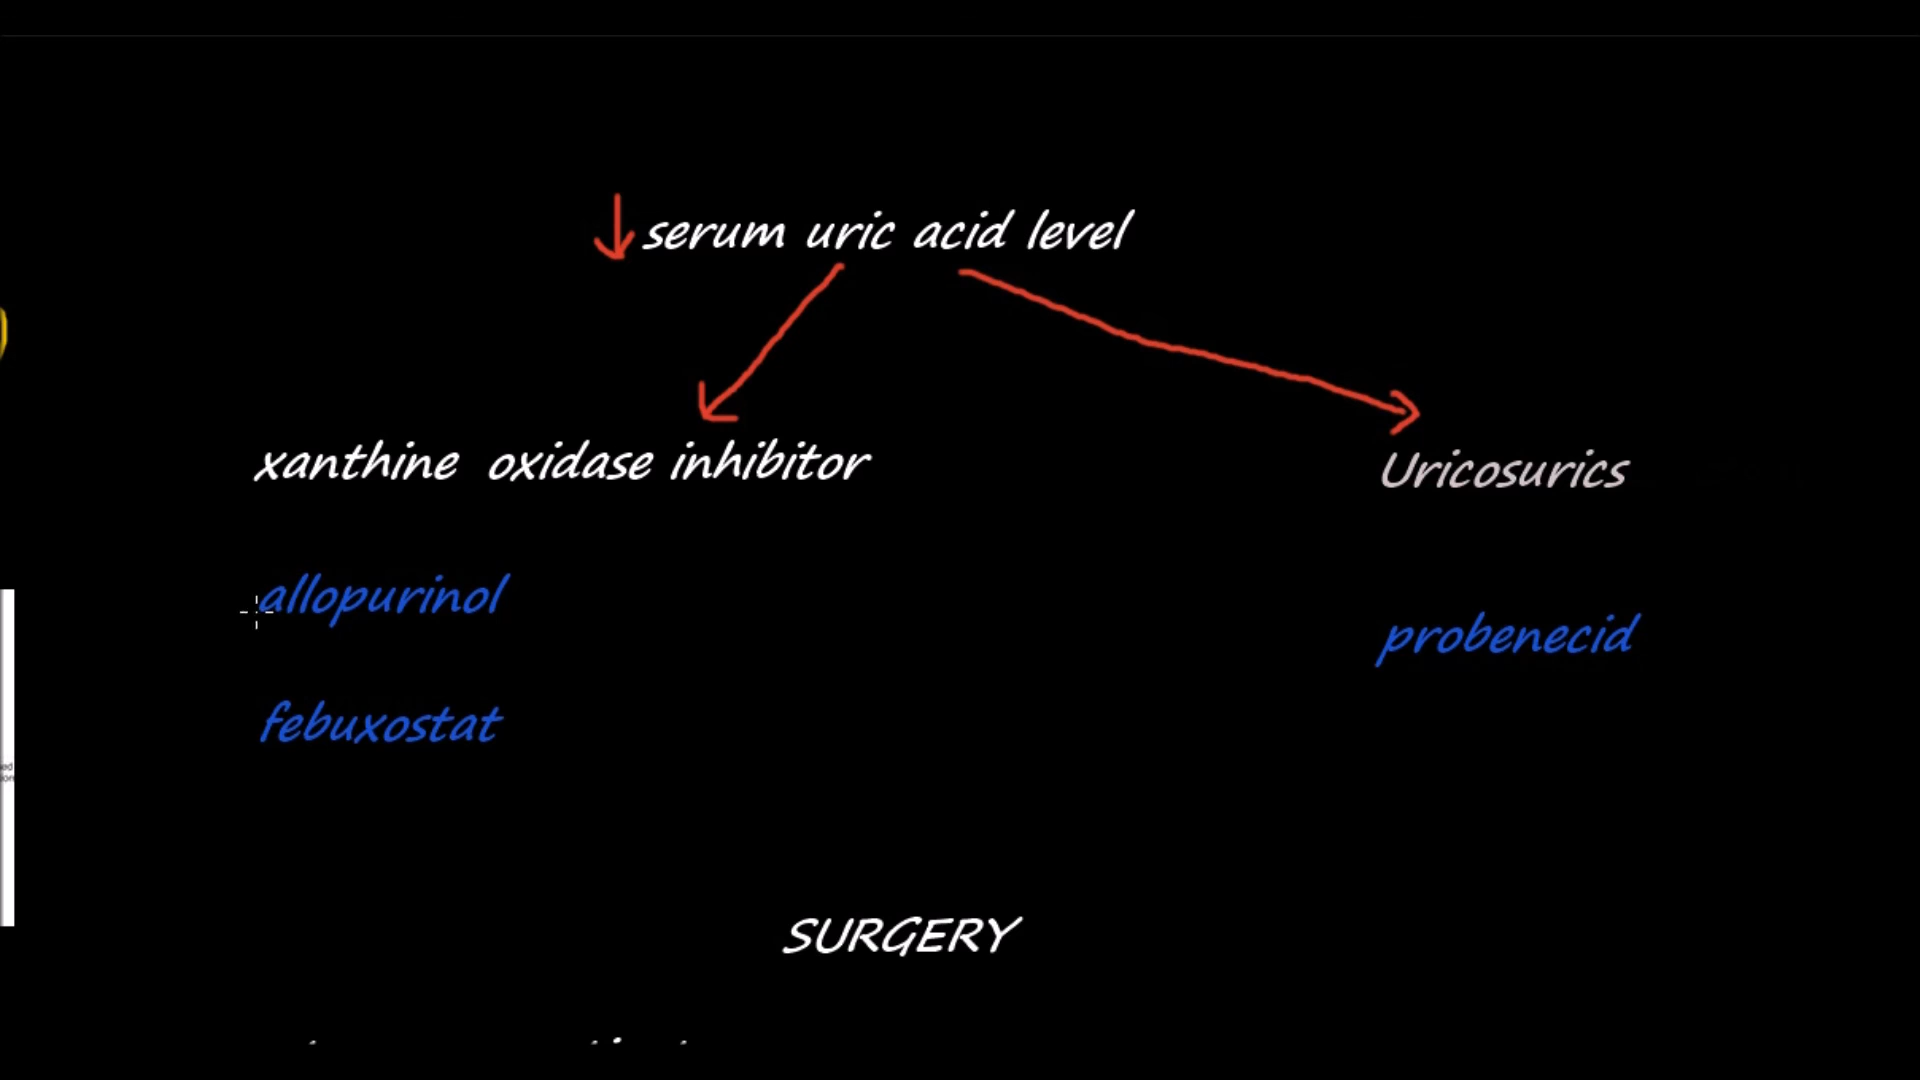 ↓ serum uric acid level
xanthine oxidase inhibitor
Uricosurics
allopurinol
probenecid
febuxostat
SURGERY